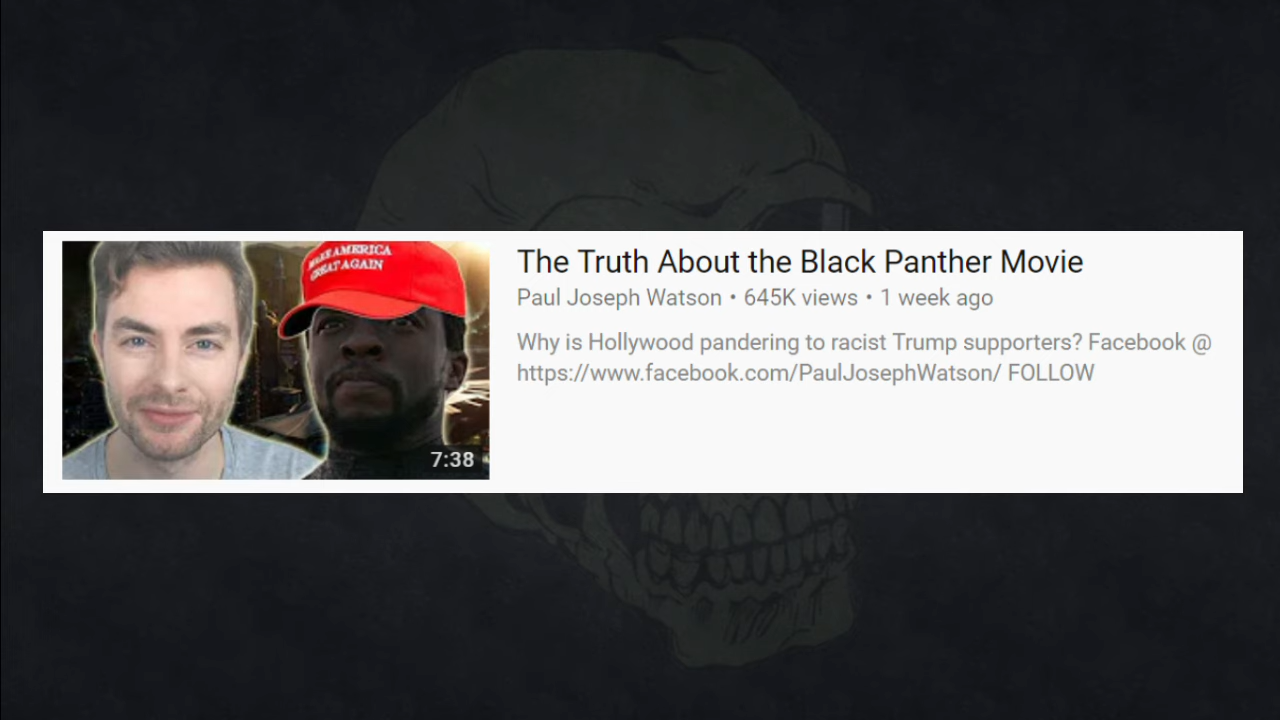 MAKE AMERICA
GREAT AGAIN
7:38
The Truth About the Black Panther Movie
Paul Joseph Watson • 645K views • 1 week ago
Why is Hollywood pandering to racist Trump supporters? Facebook @
https://www.facebook.com/PaulJosephWatson/ FOLLOW